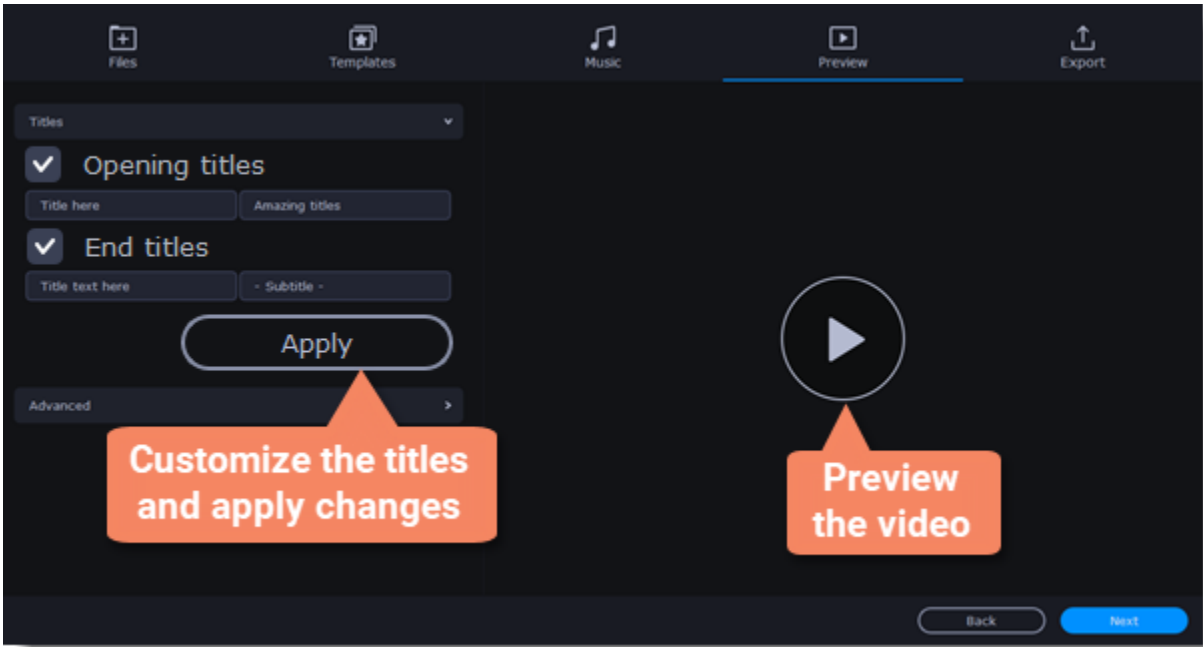 Files
Templates
Music
Preview
Export
Titles
Opening titles
Title here
Amazing titles
End titles
Title text here
- Subtitle -
Apply
Advanced
Customize the titles
and apply changes
Preview
the video
Back
Next